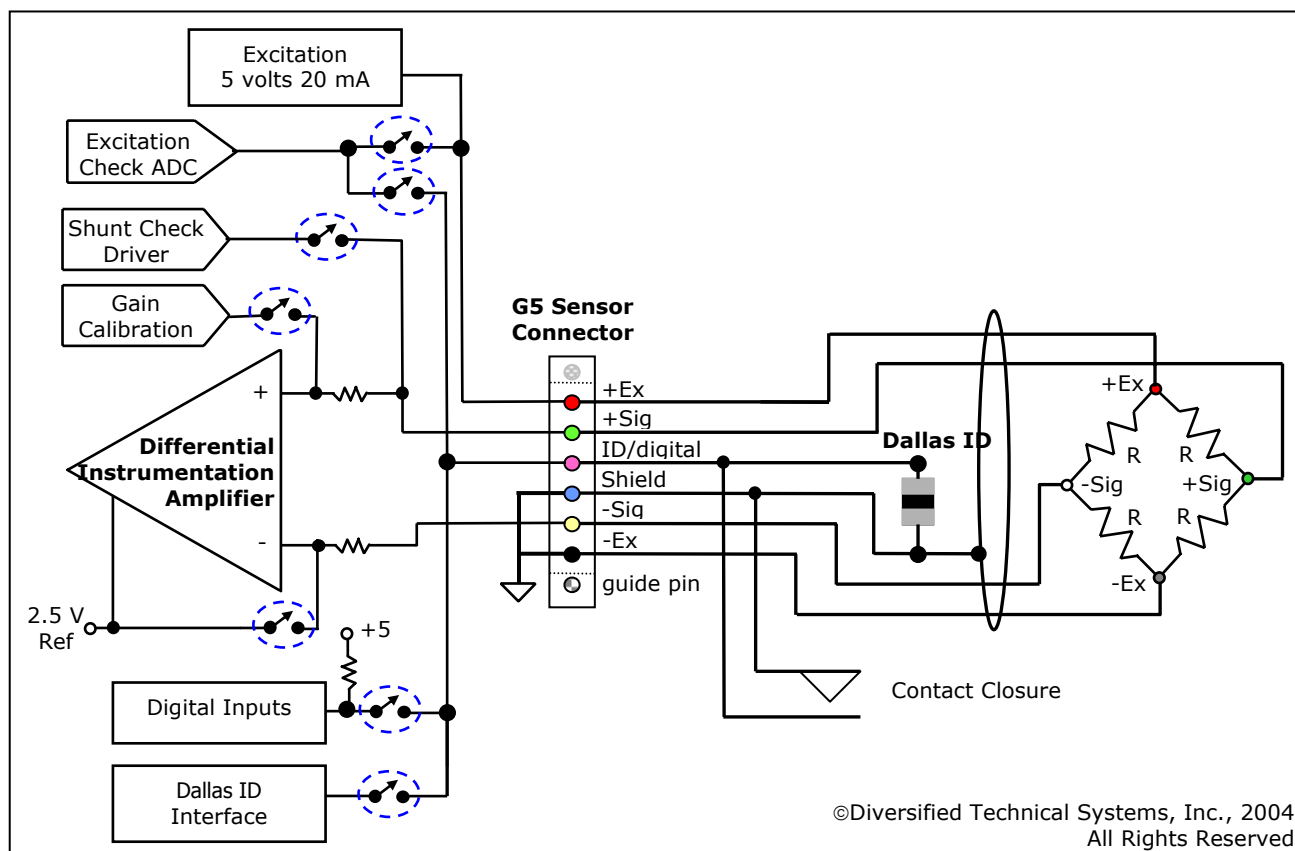 Excitation
5 volts 20 mA
Excitation
Check ADC
Shunt Check
Driver
Gain
Calibration
+
Differential
Instrumentation
Amplifier
-
2.5 V
Ref
+5
Digital Inputs
Dallas ID
Interface
G5 Sensor
Connector
+Ex
+Sig
ID/digital
Shield
-Sig
-Ex
guide pin
Dallas ID
+Ex
R
R
-Sig
+Sig
R
R
-Ex
Contact Closure
©Diversified Technical Systems, Inc., 2004
All Rights Reserved